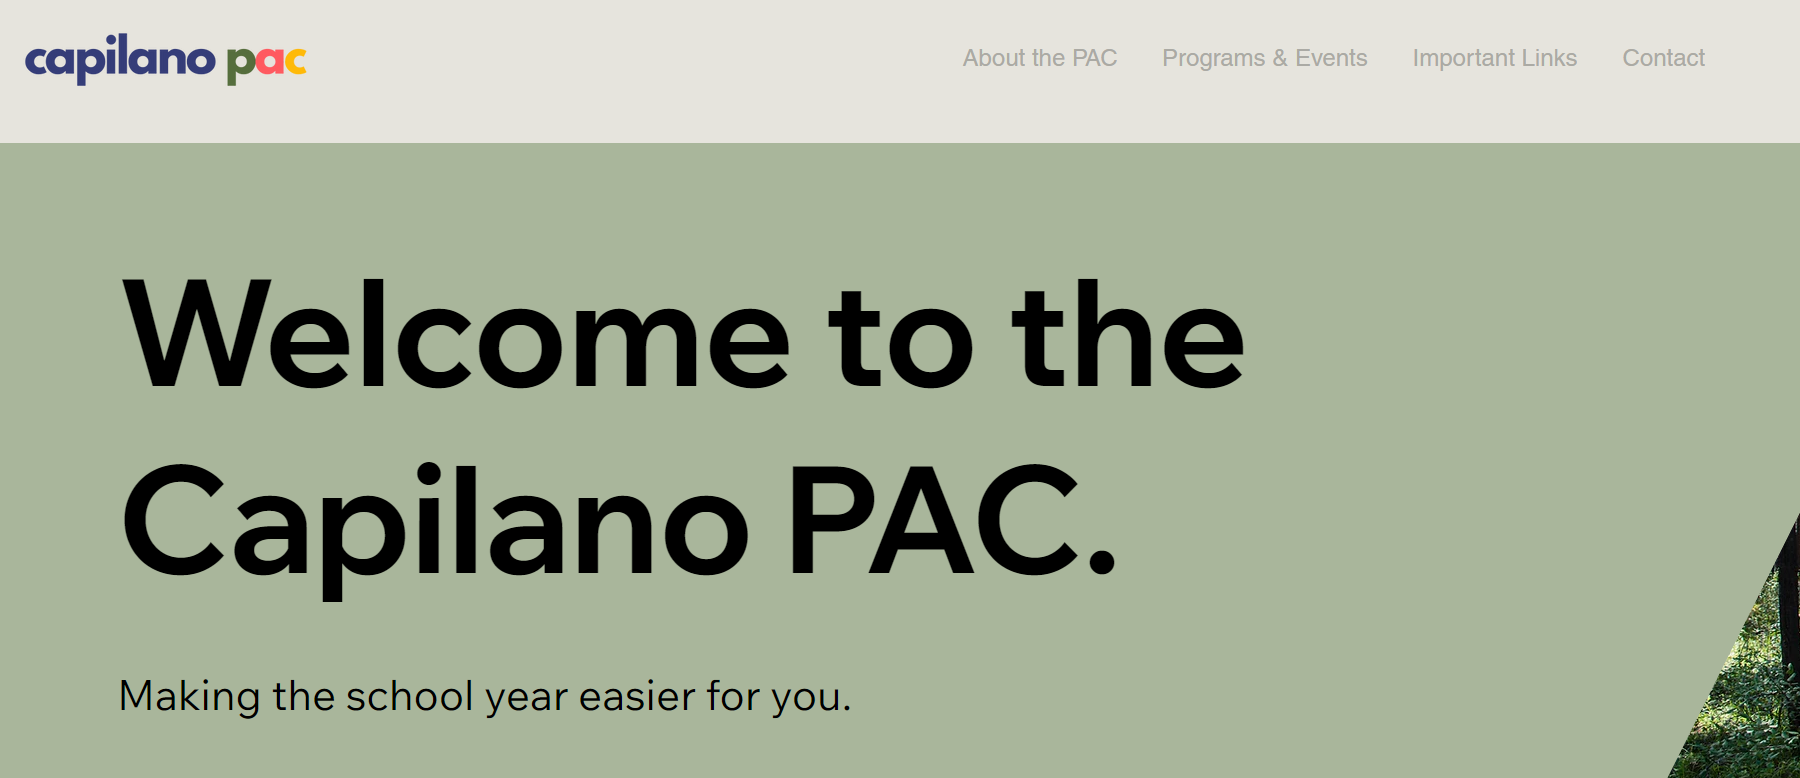 capilano pac
About the PAC Programs & Events Important Links Contact
Welcome to the
Capilano PAC.
Making the school year easier for you.